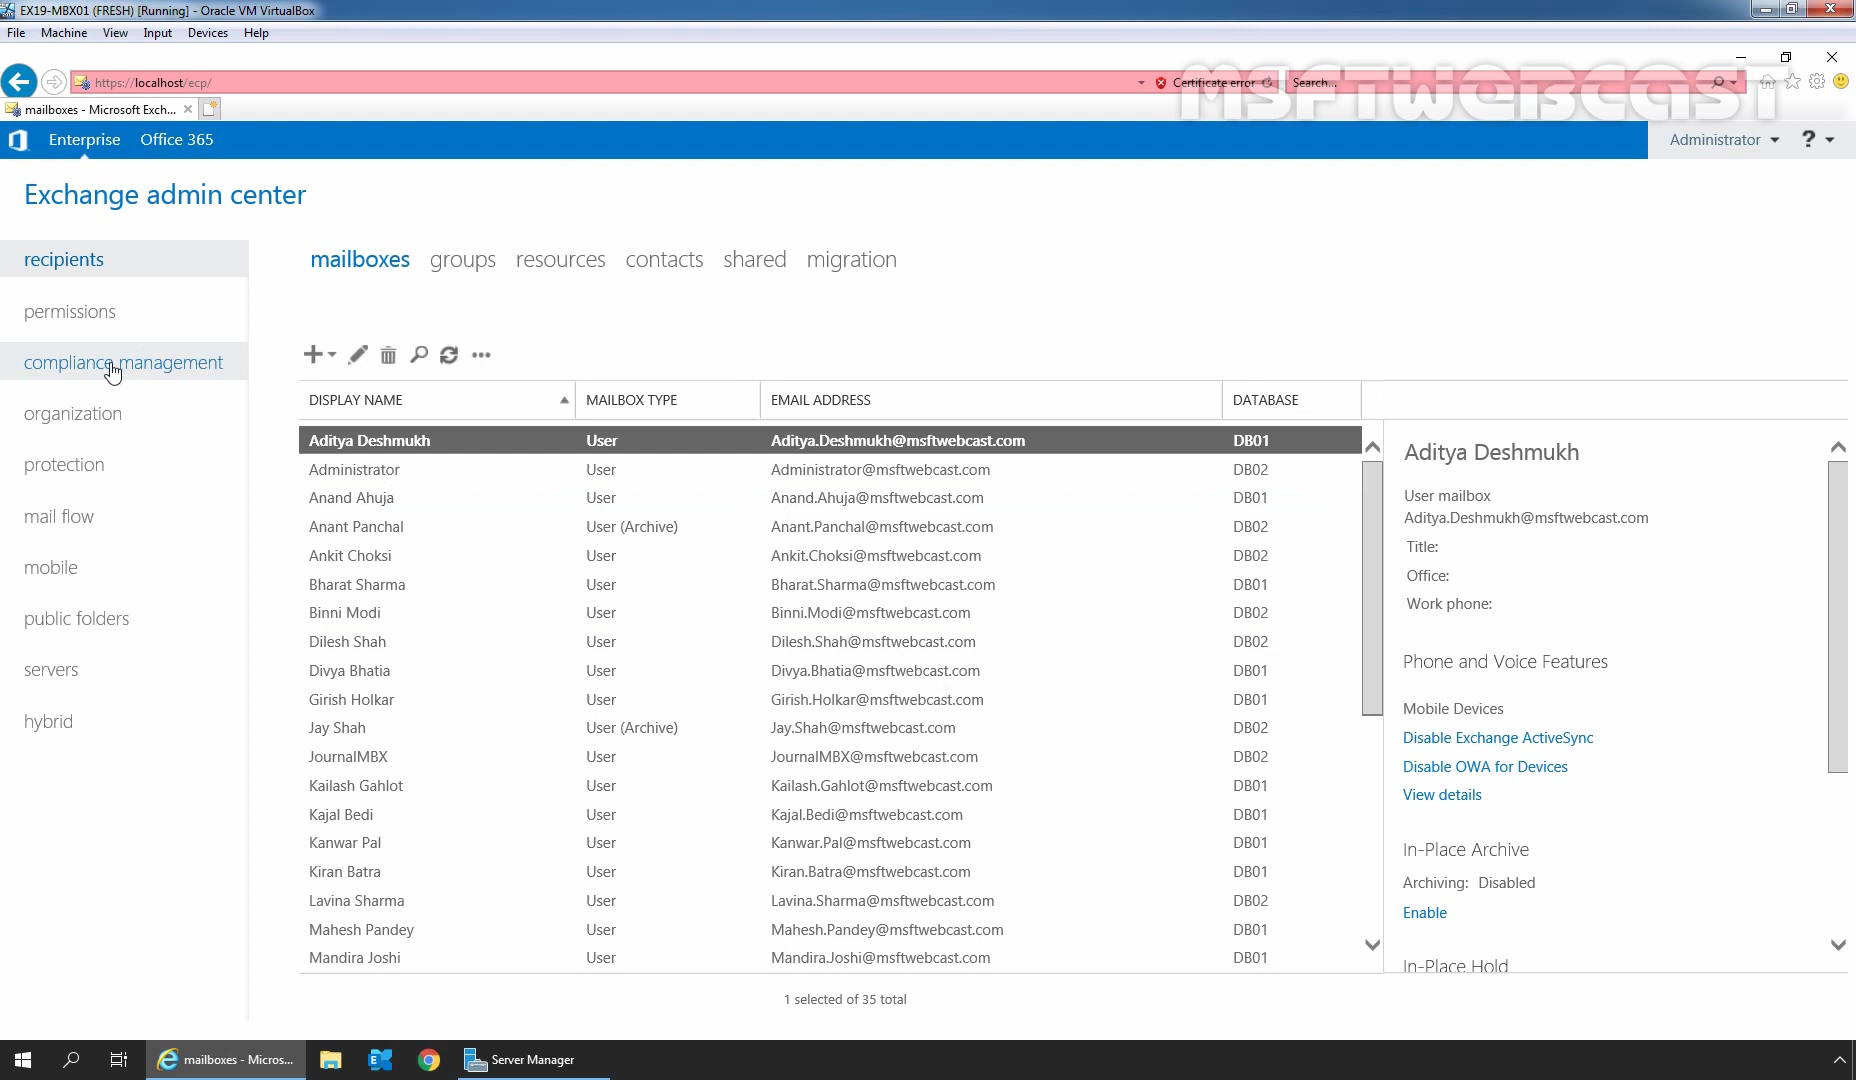 EX19-MBX01 (FRESH) [Running] - Oracle VM VirtualBox
File Machine View Input Devices Help
https://localhost/ecp/
Certificate error
Search...
MSFTWEBCAST
mailboxes - Microsoft Exch...
Enterprise Office 365
Administrator ?
Exchange admin center
recipients
permissions
compliance management
organization
protection
mail flow
mobile
public folders
servers
hybrid
mailboxes groups resources contacts shared migration
DISPLAY NAME MAILBOX TYPE EMAIL ADDRESS DATABASE
Aditya Deshmukh User Aditya.Deshmukh@msftwebcast.com DB01
Administrator User Administrator@msftwebcast.com DB02
Anand Ahuja User Anand.Ahuja@msftwebcast.com DB01
Anant Panchal User (Archive) Anant.Panchal@msftwebcast.com DB02
Ankit Choksi User Ankit.Choksi@msftwebcast.com DB02
Bharat Sharma User Bharat.Sharma@msftwebcast.com DB01
Binni Modi User Binni.Modi@msftwebcast.com DB02
Dilesh Shah User Dilesh.Shah@msftwebcast.com DB02
Divya Bhatia User Divya.Bhatia@msftwebcast.com DB01
Girish Holkar User Girish.Holkar@msftwebcast.com DB01
Jay Shah User (Archive) Jay.Shah@msftwebcast.com DB02
JournalMBX User JournalMBX@msftwebcast.com DB02
Kailash Gahlot User Kailash.Gahlot@msftwebcast.com DB01
Kajal Bedi User Kajal.Bedi@msftwebcast.com DB01
Kanwar Pal User Kanwar.Pal@msftwebcast.com DB01
Kiran Batra User Kiran.Batra@msftwebcast.com DB01
Lavina Sharma User Lavina.Sharma@msftwebcast.com DB02
Mahesh Pandey User Mahesh.Pandey@msftwebcast.com DB01
Mandira Joshi User Mandira.Joshi@msftwebcast.com DB01
1 selected of 35 total
Aditya Deshmukh
User mailbox
Aditya.Deshmukh@msftwebcast.com
Title:
Office:
Work phone:
Phone and Voice Features
Mobile Devices
Disable Exchange ActiveSync
Disable OWA for Devices
View details
In-Place Archive
Archiving: Disabled
Enable
In-Place Hold
mailboxes - Micros...
Server Manager